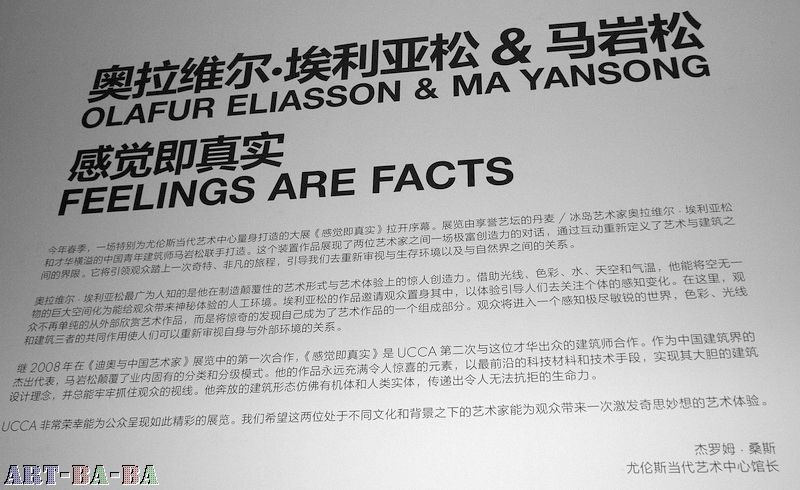 奥拉维尔·埃利亚松 & 马岩松
OLAFUR ELIASSON & MA YANSONG
感觉即真实
FEELINGS ARE FACTS
今年春季，一场特别为尤伦斯当代艺术中心量身打造的大展《感觉即真实》拉开序幕。展览由享誉艺坛的丹麦 / 冰岛艺术家奥拉维尔·埃利亚松
和才华横溢的中国青年建筑师马岩松联手打造。这个装置作品展现了两位艺术家之间一场极富创造力的对话，通过互动重新定义了艺术与建筑之
间的界限。它将引领观众踏上一次奇特、非凡的旅程，引导我们去重新审视与生存环境以及与自然界之间的关系。
奥拉维尔·埃利亚松最广为人知的是他在制造颠覆性的艺术形式与艺术体验上的惊人创造力。借助光线、色彩、水、天空和气温，他能将空无一
物的巨大空间化为能给观众带来神秘体验的人工环境。埃利亚松的作品邀请观众置身其中，以体验引导人们去关注个体的感知变化。在这里，观
众不再单纯的从外部欣赏艺术作品，而是将惊奇的发现自己成为了艺术作品的一个组成部分。观众将进入一个感知极尽敏锐的世界，色彩、光线
和建筑三者的共同作用使人们可以重新审视自身与外部环境的关系。
继 2008 年在《迪奥与中国艺术家》展览中的第一次合作，《感觉即真实》是 UCCA 第二次与这位才华出众的建筑师合作。作为中国建筑界的
杰出代表，马岩松颠覆了业内固有的分类和分级模式。他的作品永远充满令人惊喜的元素，以最前沿的科技材料和技术手段，实现其大胆的建筑
设计理念，并总能牢牢抓住观众的视线。他奔放的建筑形态仿佛有机体和人类实体，传递出令人无法抗拒的生命力。
UCCA 非常荣幸能为公众呈现如此精彩的展览。我们希望这两位处于不同文化和背景之下的艺术家能为观众带来一次激发奇思妙想的艺术体验。
杰罗姆·桑斯
尤伦斯当代艺术中心馆长
ART-BA-BA